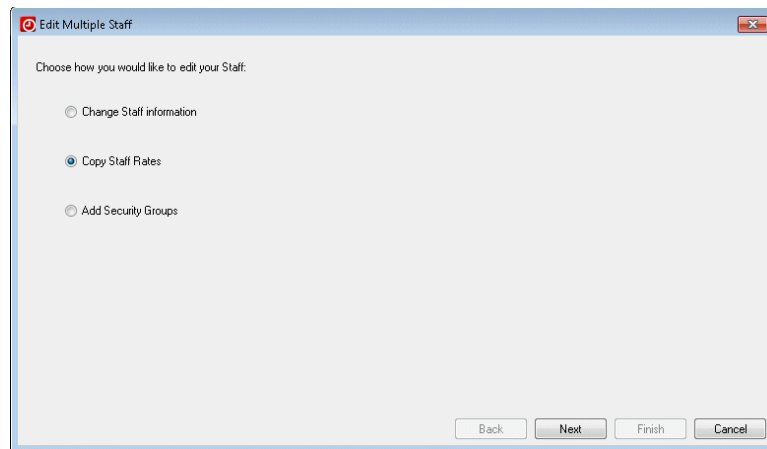 Edit Multiple Staff
Choose how you would like to edit your Staff:
Change Staff information
Copy Staff Rates
Add Security Groups
Back Next Finish Cancel